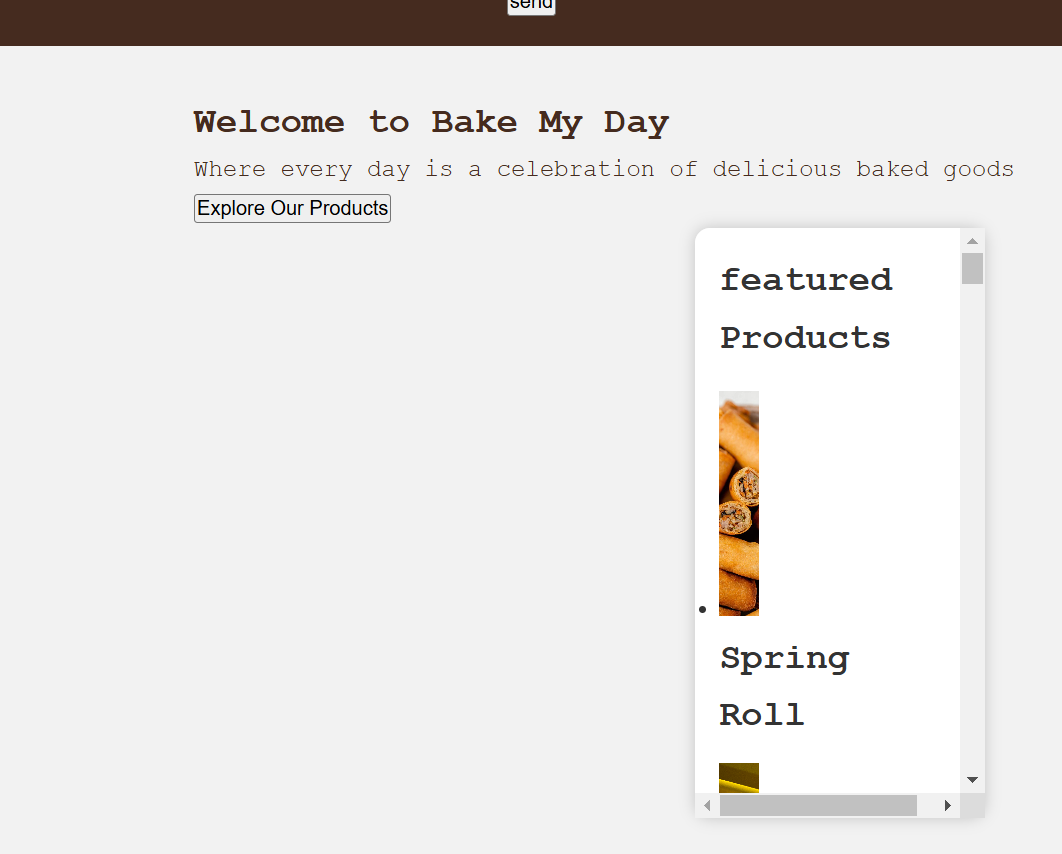 send
Welcome to Bake My Day
Where every day is a celebration of delicious baked goods
Explore Our Products
featured
Products
Spring
Roll